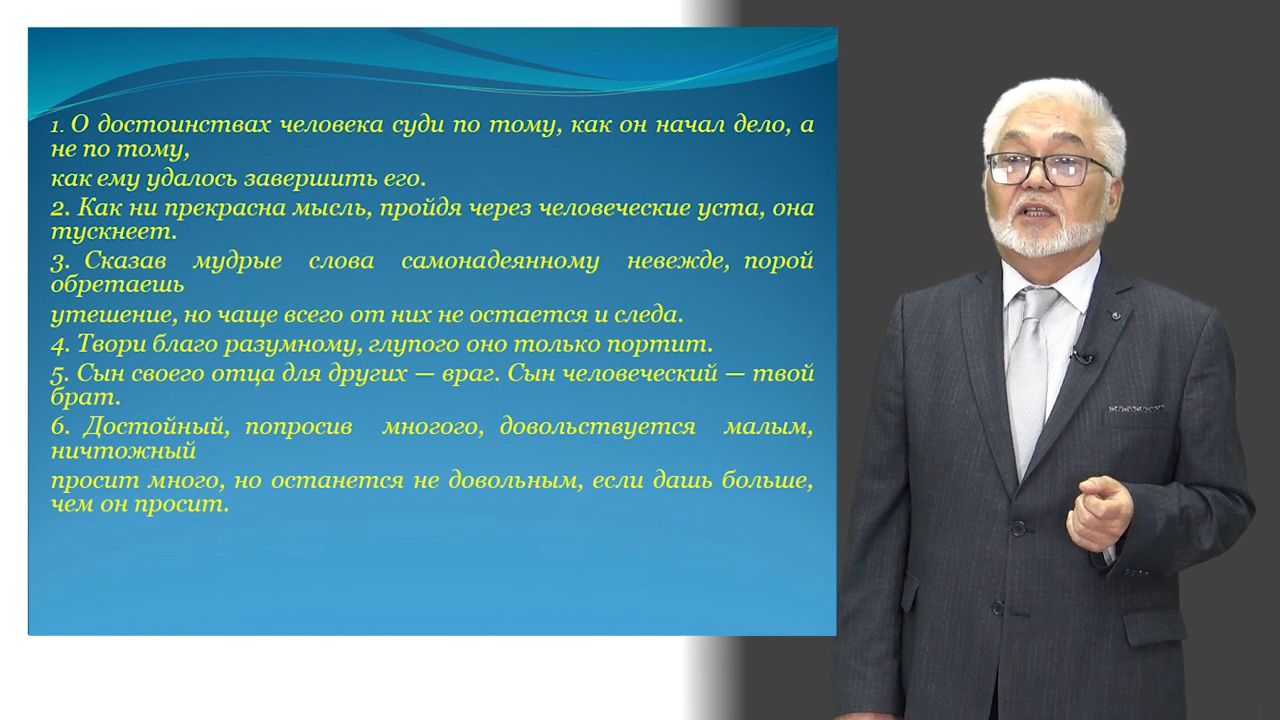 1. О достоинствах человека суди по тому, как он начал дело, а
не по тому,
как ему удалось завершить его.
2. Как ни прекрасна мысль, пройдя через человеческие уста, она
тускнеет.
3. Сказав мудрые слова самонадеянному невежде, порой
обретаешь
утешение, но чаще всего от них не остается и следа.
4. Твори благо разумному, глупого оно только портит.
5. Сын своего отца для других — враг. Сын человеческий — твой
брат.
6. Достойный, попросив многого, довольствуется малым,
ничтожный
просит много, но останется не довольным, если дашь больше,
чем он просит.